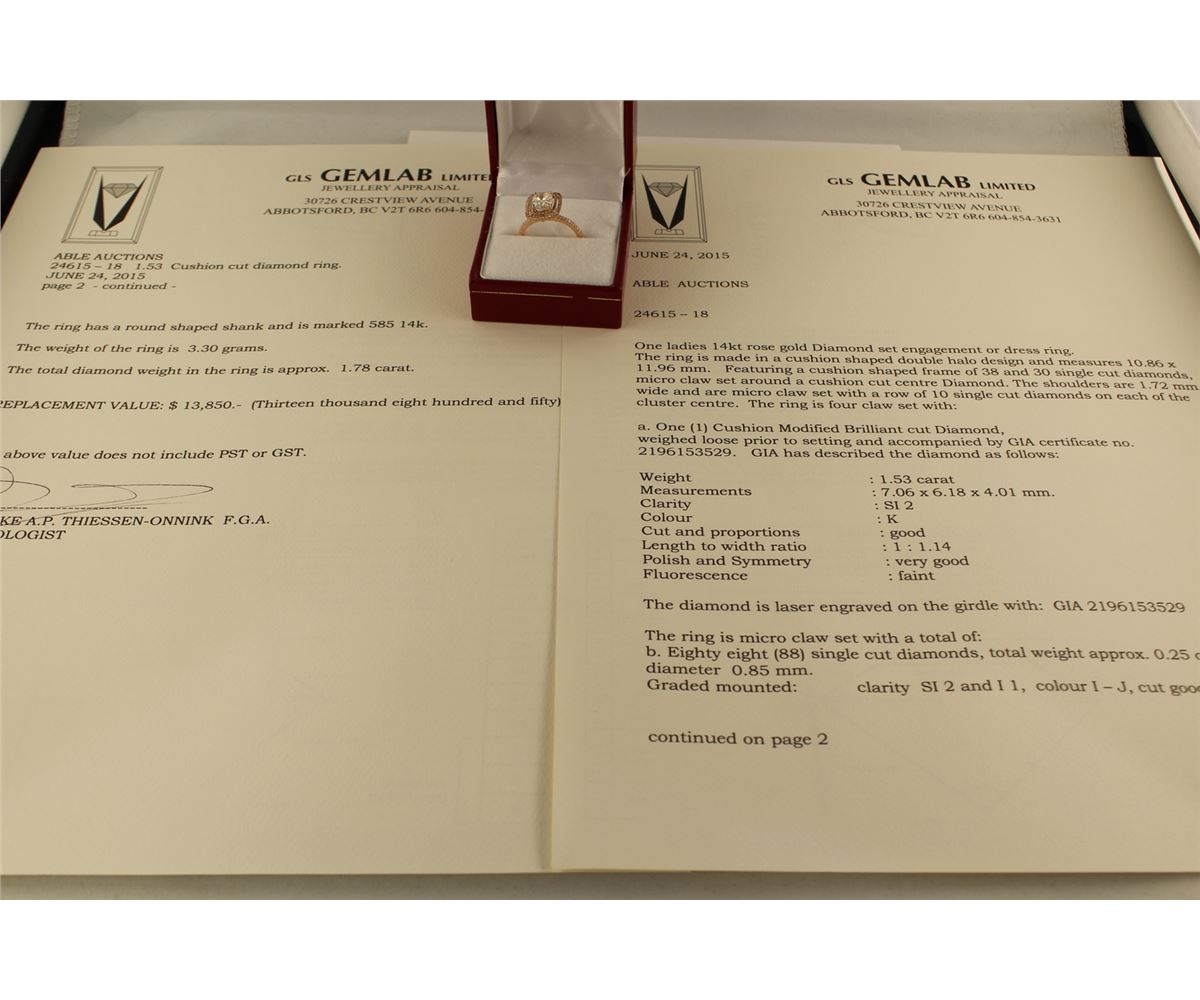 GLS GEMLAB LIMITED
JEWELLERY APPRAISAL
30726 CRESTVIEW AVENUE
ABBOTSFORD, BC V2T 6R6 604-854-3631
JUNE 24, 2015
ABLE AUCTIONS
24615 – 18
One ladies 14kt rose gold Diamond set engagement or dress ring.
The ring is made in a cushion shaped double halo design and measures 10.86 x
11.96 mm. Featuring a cushion shaped frame of 38 and 30 single cut diamonds,
micro claw set around a cushion cut centre Diamond. The shoulders are 1.72 mm
wide and are micro claw set with a row of 10 single cut diamonds on each of the
cluster centre. The ring is four claw set with:
a. One (1) Cushion Modified Brilliant cut Diamond,
weighed loose prior to setting and accompanied by GIA certificate no.
2196153529. GIA has described the diamond as follows:
Weight : 1.53 carat
Measurements : 7.06 x 6.18 x 4.01 mm.
Clarity : SI 2
Colour : K
Cut and proportions : good
Length to width ratio : 1 : 1.14
Polish and Symmetry : very good
Fluorescence : faint
The diamond is laser engraved on the girdle with: GIA 2196153529
The ring is micro claw set with a total of:
b. Eighty eight (88) single cut diamonds, total weight approx. 0.25 c
diameter 0.85 mm.
Graded mounted: clarity SI 2 and I 1, colour I – J, cut goo
continued on page 2
GLS GEMLAB LIMITE
JEWELLERY APPRAISAL
30726 CRESTVIEW AVENUE
ABBOTSFORD, BC V2T 6R6 604-854-
ABLE AUCTIONS
24615 – 18 1.53 Cushion cut diamond ring.
JUNE 24, 2015
page 2 - continued -
The ring has a round shaped shank and is marked 585 14k.
The weight of the ring is 3.30 grams.
The total diamond weight in the ring is approx. 1.78 carat.
REPLACEMENT VALUE: $ 13,850.- (Thirteen thousand eight hundred and fifty)
above value does not include PST or GST.
KE A.P. THIESSEN-ONNINK F.G.A.
OLOGIST